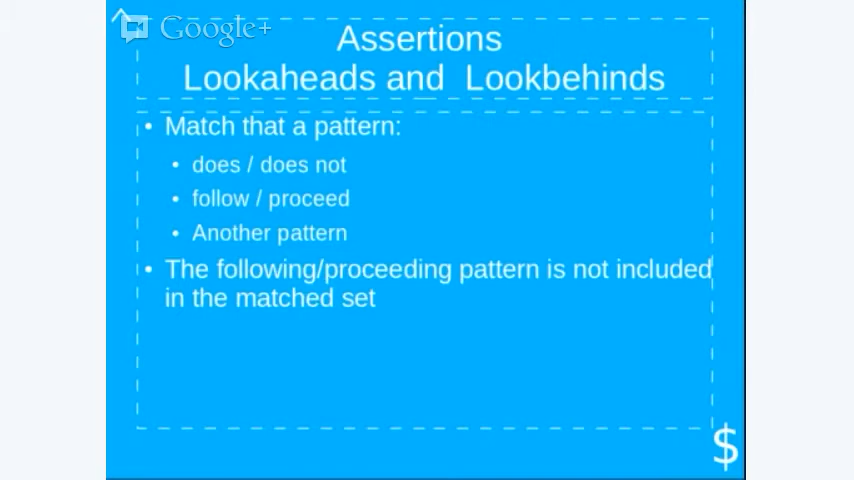 ^
Google+
Assertions
Lookaheads and Lookbehinds
• Match that a pattern:
• does / does not
• follow / proceed
• Another pattern
• The following/proceeding pattern is not included
in the matched set
$